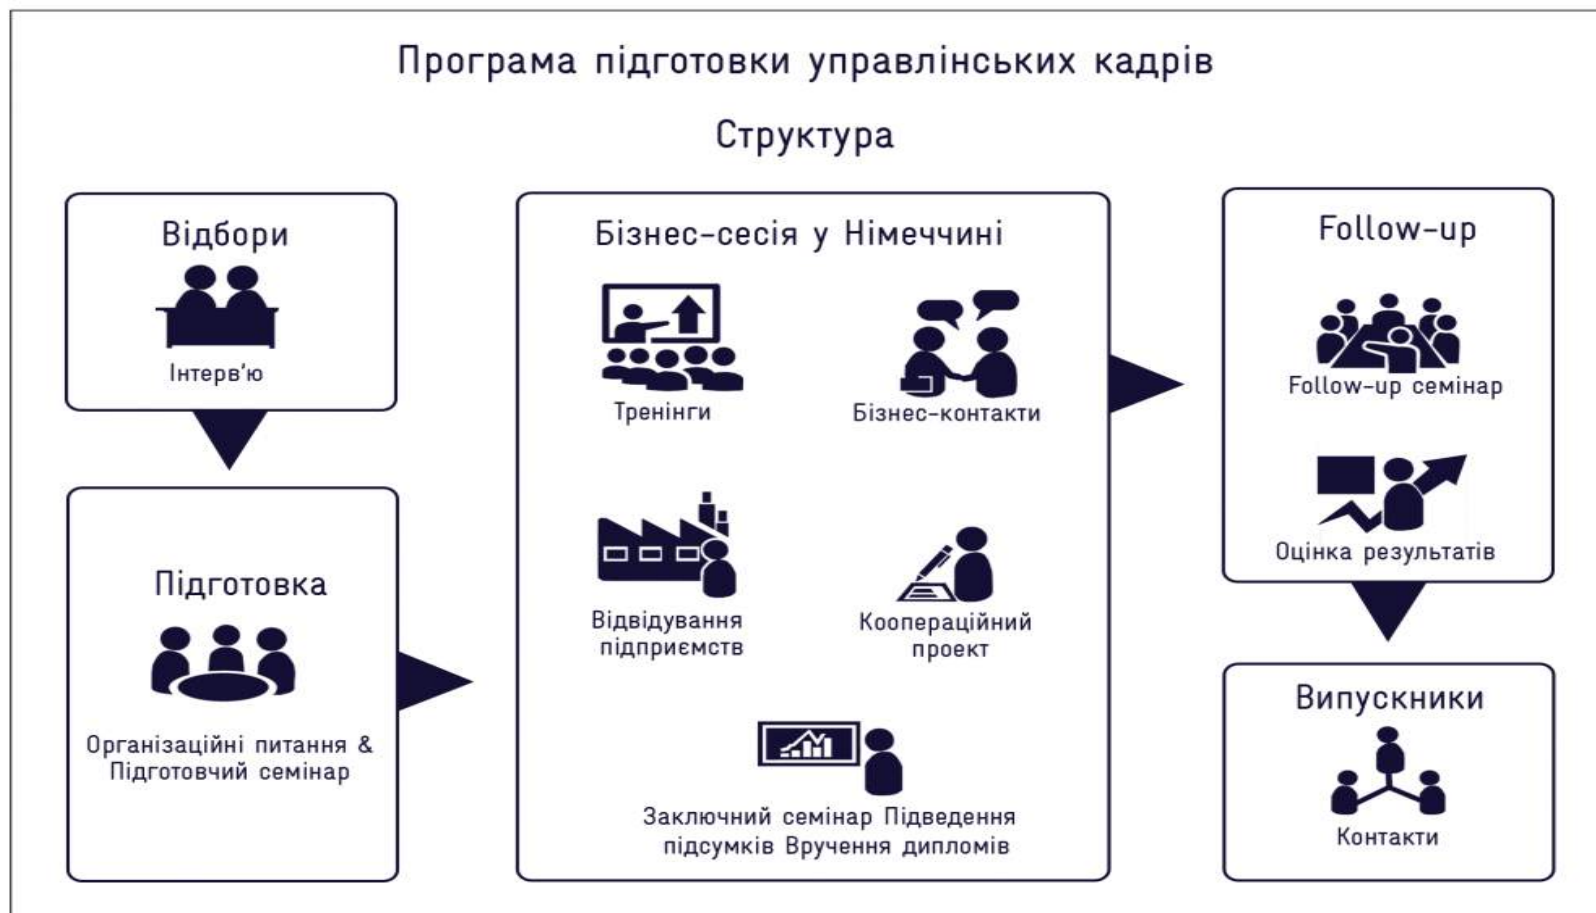 Програма підготовки управлінських кадрів
Структура
Відбори
Інтерв'ю
Підготовка
Організаційні питання &
Підготовчий семінар
Бізнес-сесія у Німеччині
Тренінги
Бізнес-контакти
Відвідування
підприємств
Коопераційний
проект
Заключний семінар Підведення
підсумків Вручення дипломів
Follow-up
Follow-up семінар
Оцінка результатів
Випускники
Контакти